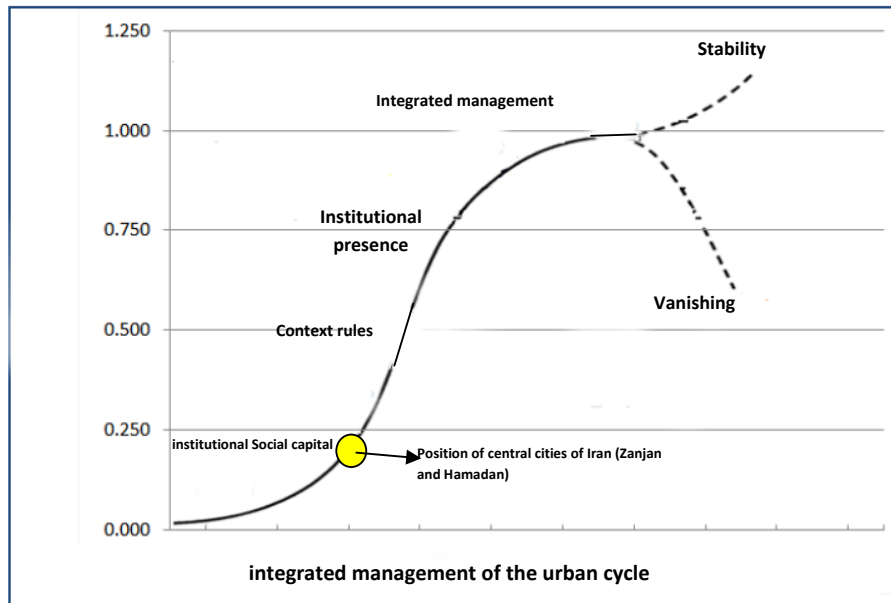 1.250
Stability
Integrated management
1.000
Institutional
presence
0.750
Vanishing
0.500
Context rules
0.250
institutional Social capital
Position of central cities of Iran (Zanjan
and Hamadan)
0.000
integrated management of the urban cycle